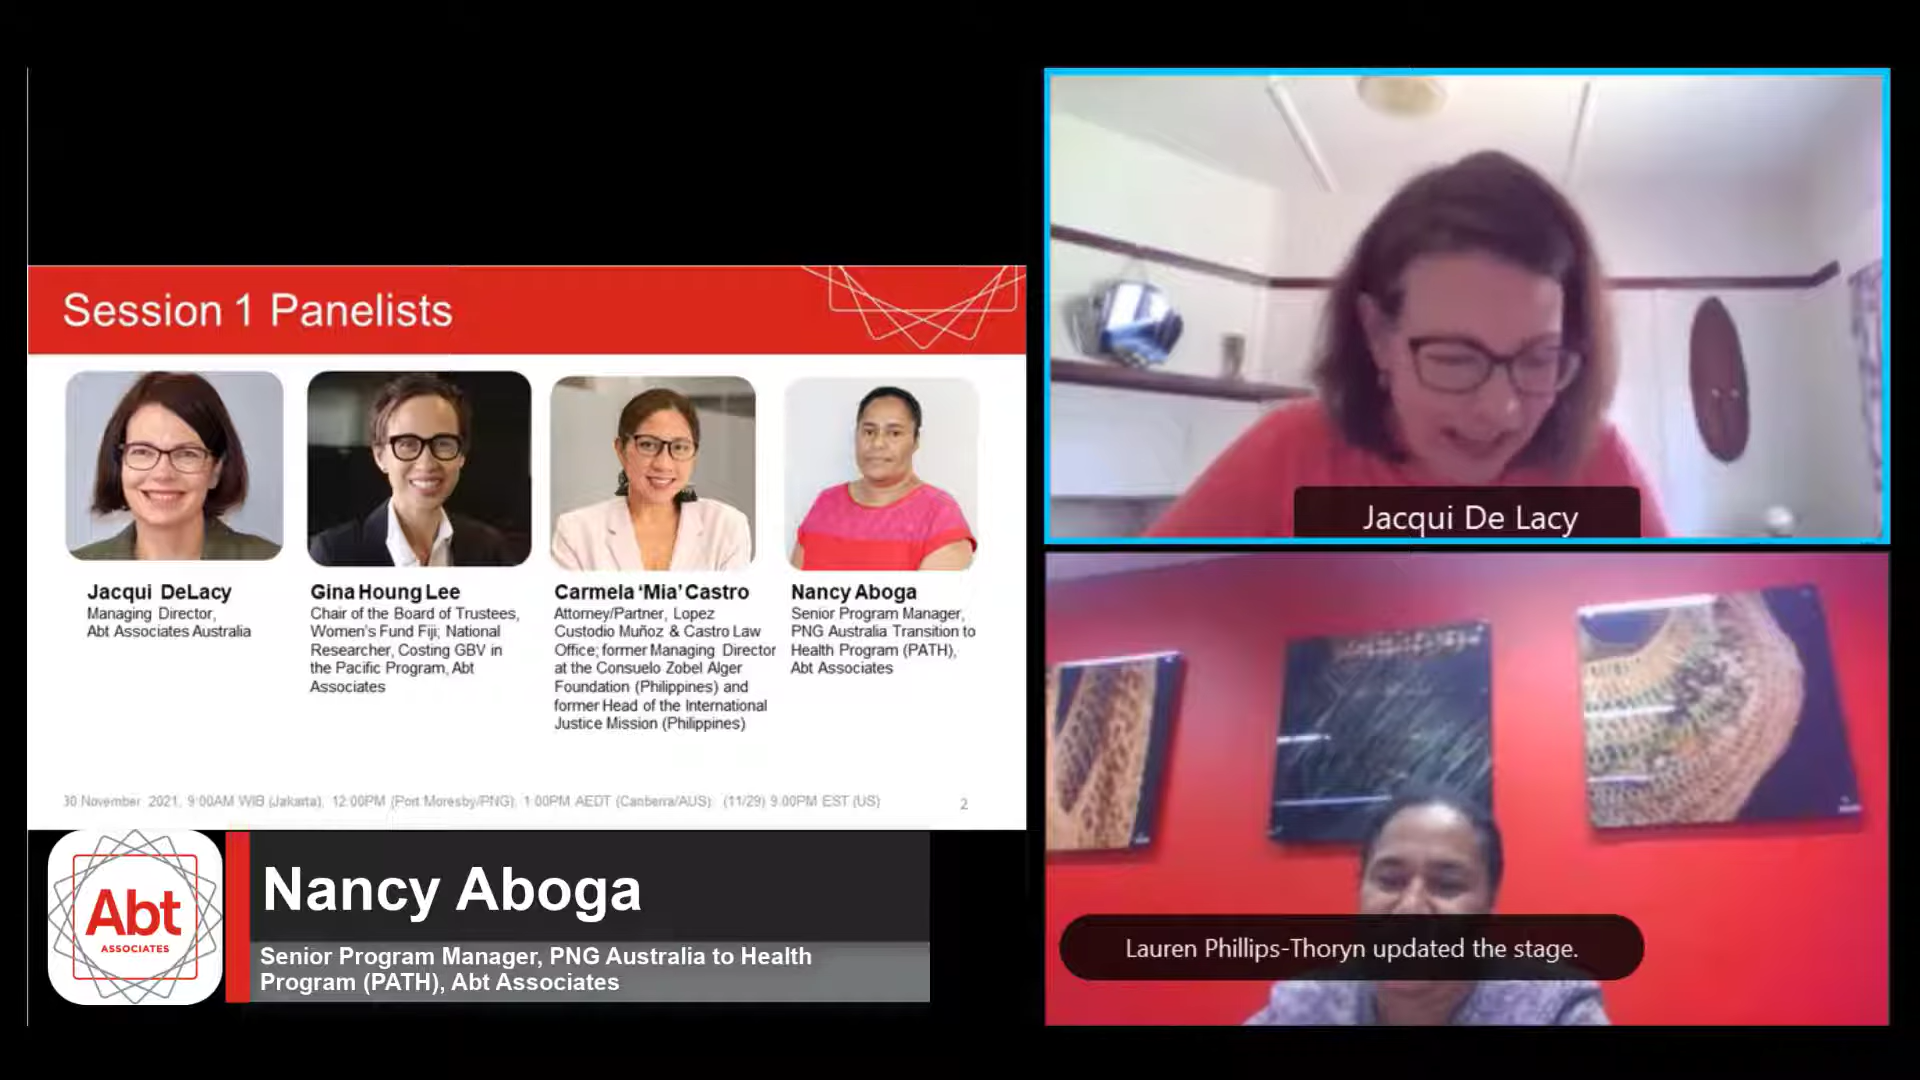 Session 1 Panelists
Jacqui DeLacy
Managing Director,
Abt Associates Australia
Gina Houng Lee
Chair of the Board of Trustees,
Women's Fund Fiji; National
Researcher, Costing GBV in
the Pacific Program, Abt
Associates
Carmela 'Mia' Castro
Attorney/Partner, Lopez
Custodio Muñoz & Castro Law
Office; former Managing Director
at the Consuelo Zobel Alger
Foundation (Philippines) and
former Head of the International
Justice Mission (Philippines)
Nancy Aboga
Senior Program Manager,
PNG Australia Transition to
Health Program (PATH),
Abt Associates
30 November 2021, 9:00AM WIB (Jakarta), 12:00PM (Port Moresby/PNG), 1:00PM AEDT (Canberra/AUS) (11/29) 9:00PM EST (US)
2
Abt
ASSOCIATES
Nancy Aboga
Senior Program Manager, PNG Australia to Health
Program (PATH), Abt Associates
Jacqui De Lacy
Lauren Phillips-Thoryn updated the stage.